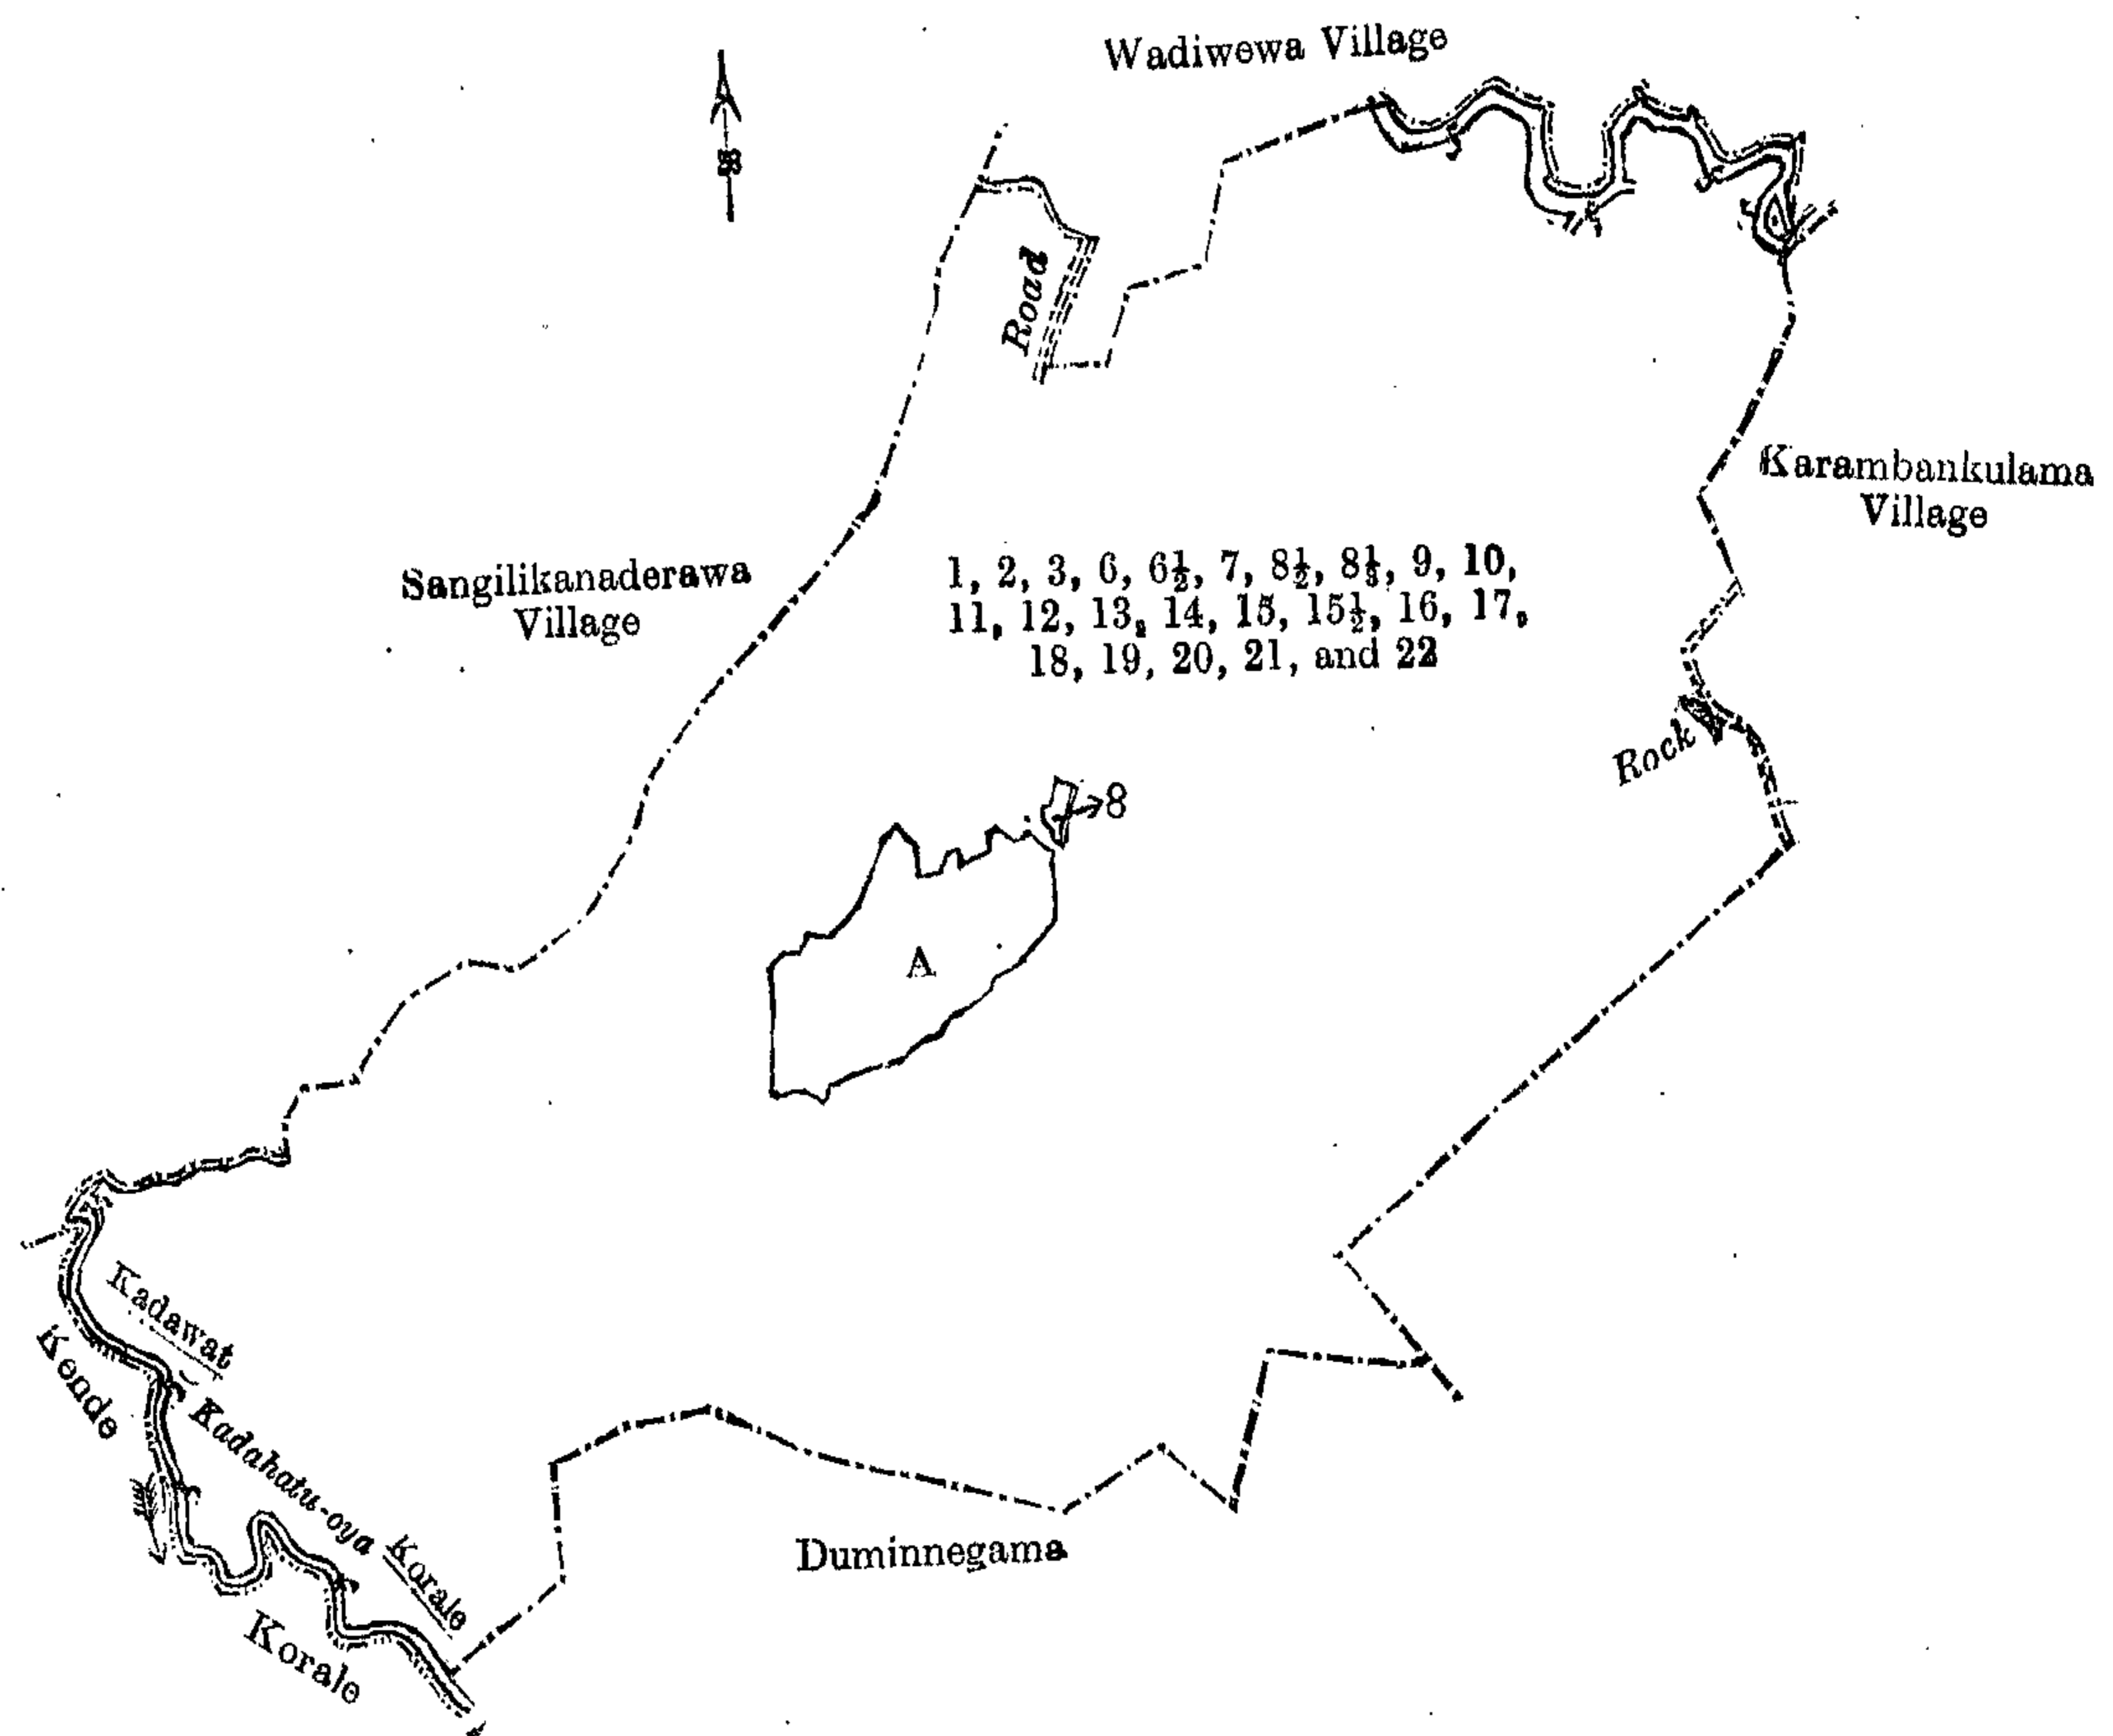 Wadiwewa Village
Road
Karambankulama
Village
Sangilikanaderawa
Village
1, 2, 3, 6, 6½, 7, 8½, 8⅓, 9, 10,
11, 12, 13, 14, 15, 15½, 16, 17,
18, 19, 20, 21, and 22
Rock
8
A
Kadawat
Korale
Kende
Korale
Kadahatu-oya
Duminnegama